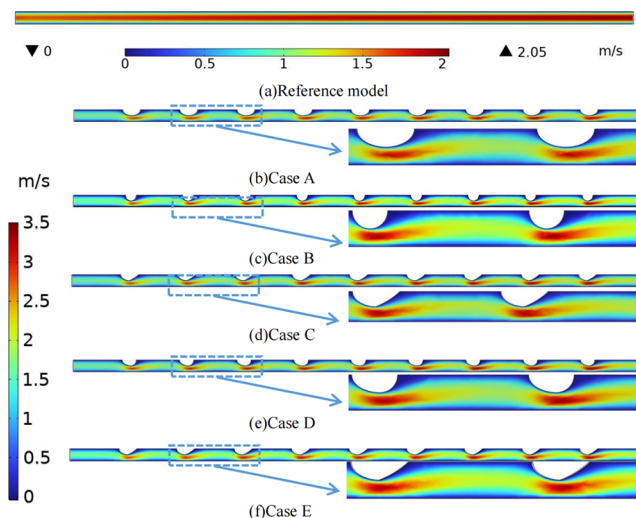 ▼ 0
▲ 2.05 m/s
0 0.5 1 1.5 2
(a)Reference model
(b)Case A
m/s
3.5
3
2.5
2
1.5
1
0.5
0
(c)Case B
(d)Case C
(e)Case D
(f)Case E